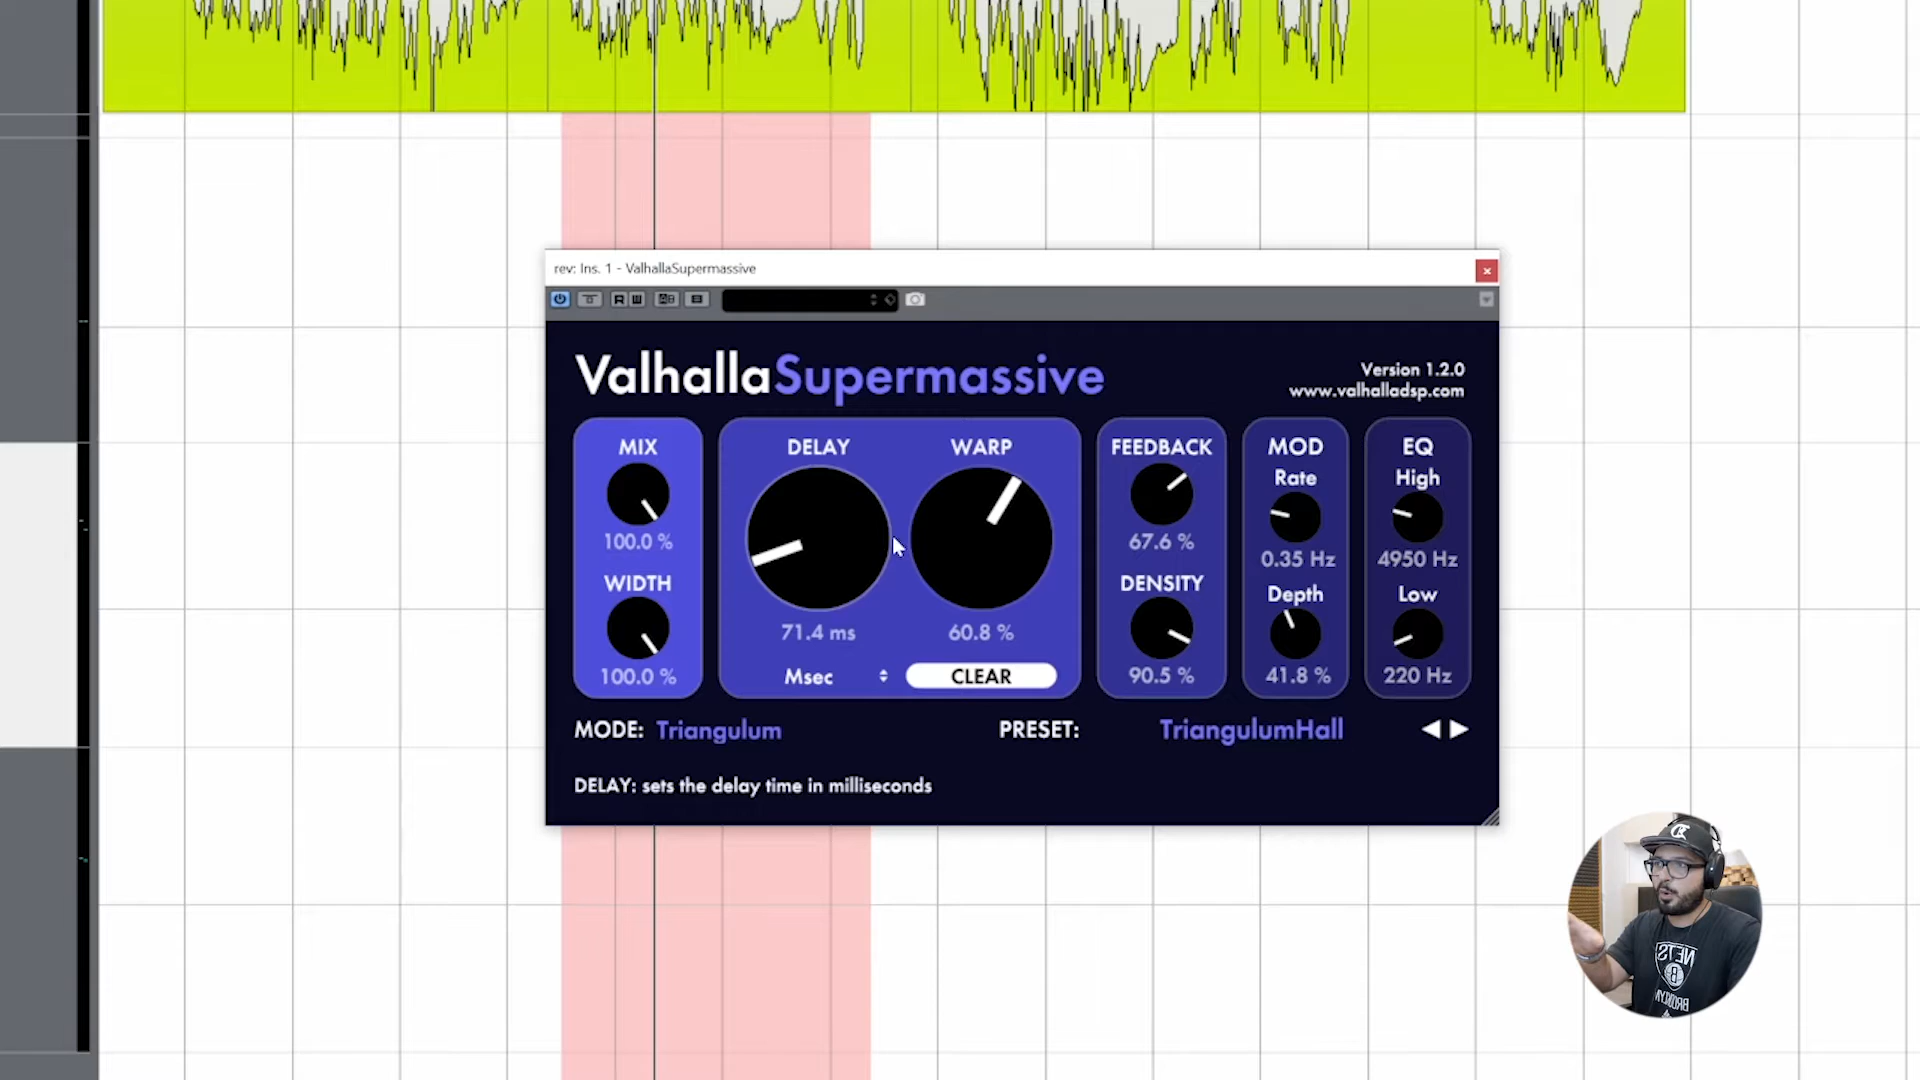 rev: Ins. 1 - ValhallaSupermassive
R W AB
ValhallaSupermassive
Version 1.2.0
www.valhalladsp.com
MIX
100.0 %
WIDTH
100.0 %
DELAY
71.4 ms
Msec
WARP
60.8 %
CLEAR
FEEDBACK
67.6 %
DENSITY
90.5 %
MOD
Rate
0.35 Hz
Depth
41.8 %
EQ
High
4950 Hz
Low
220 Hz
MODE: Triangulum
PRESET: TriangulumHall
DELAY: sets the delay time in milliseconds
NETS
B
BROOKLYN